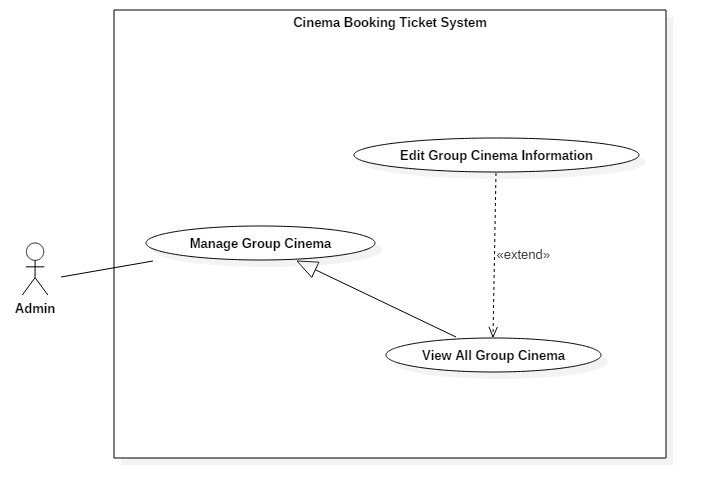 Cinema Booking Ticket System
Edit Group Cinema Information
Manage Group Cinema
«extend»
Admin
View All Group Cinema